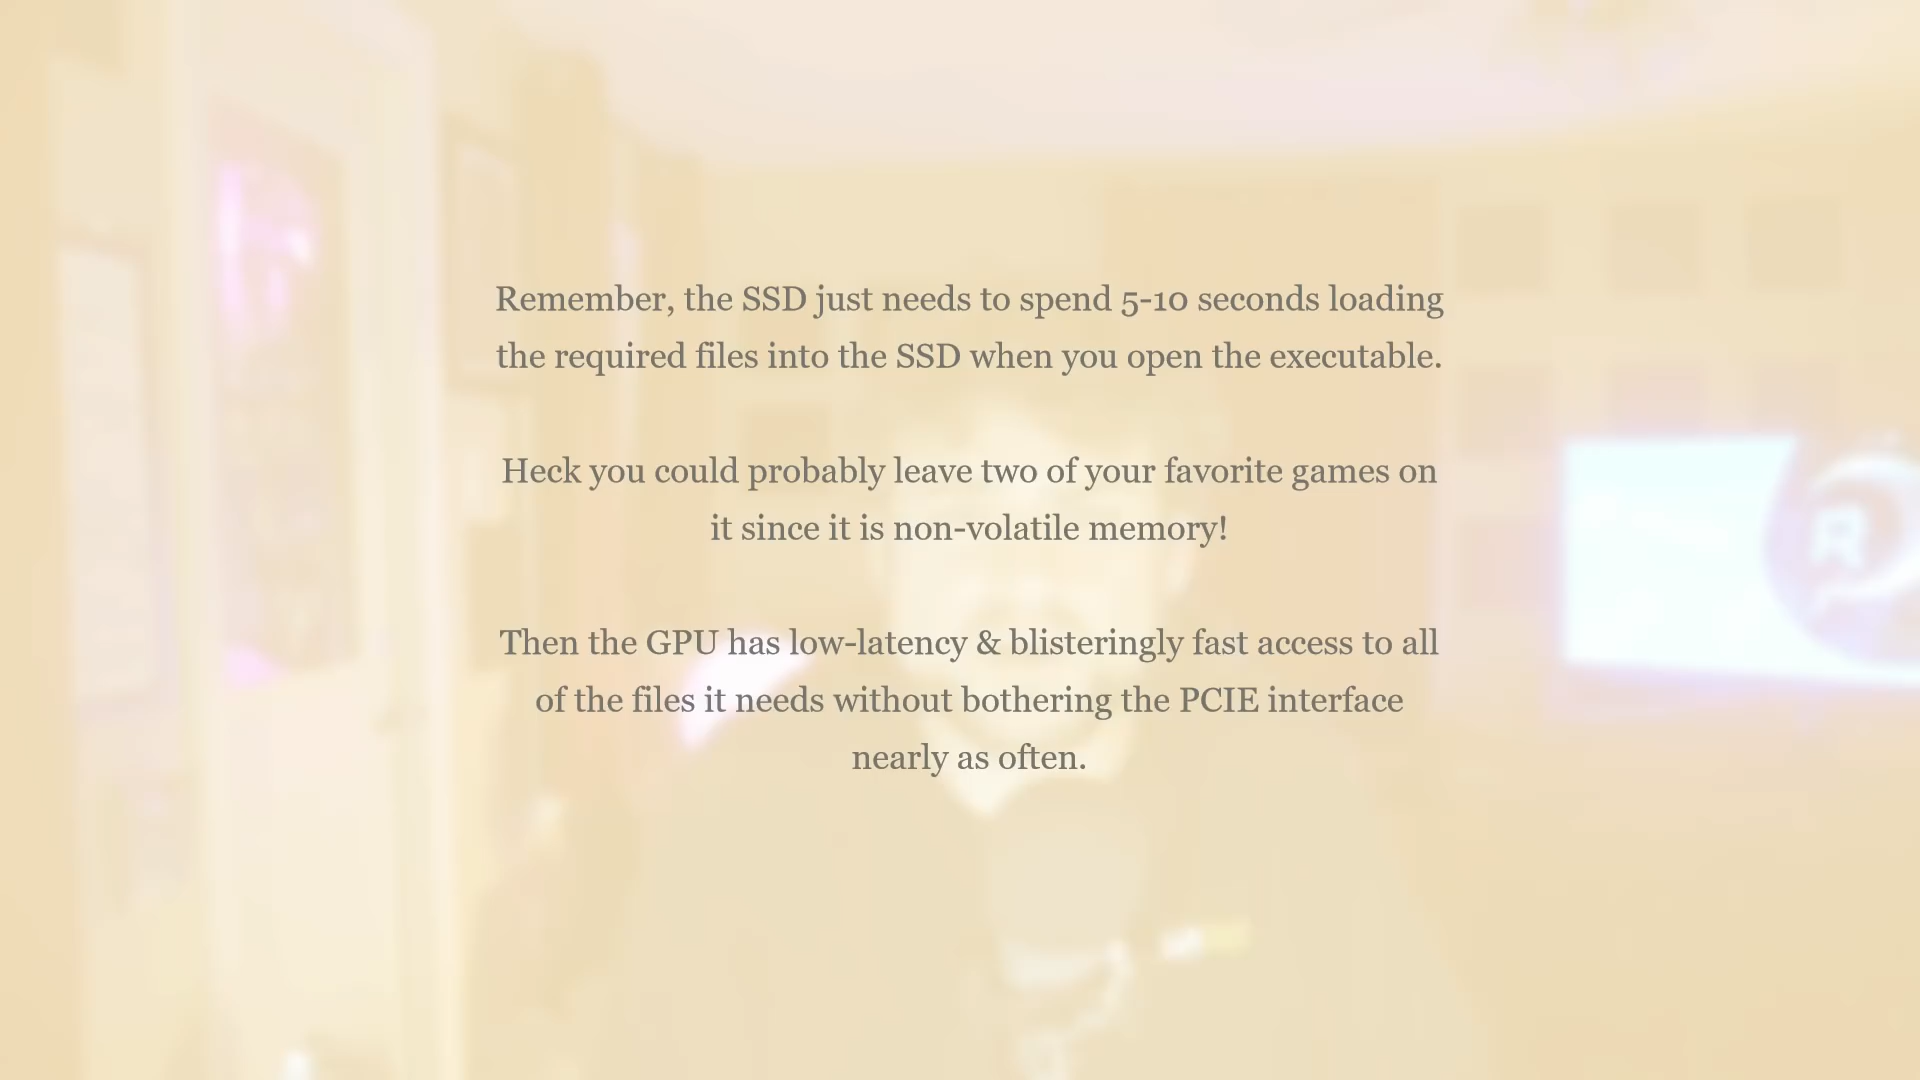 Remember, the SSD just needs to spend 5-10 seconds loading
the required files into the SSD when you open the executable.
Heck you could probably leave two of your favorite games on
it since it is non-volatile memory!
Then the GPU has low-latency & blisteringly fast access to all
of the files it needs without bothering the PCIE interface
nearly as often.
R